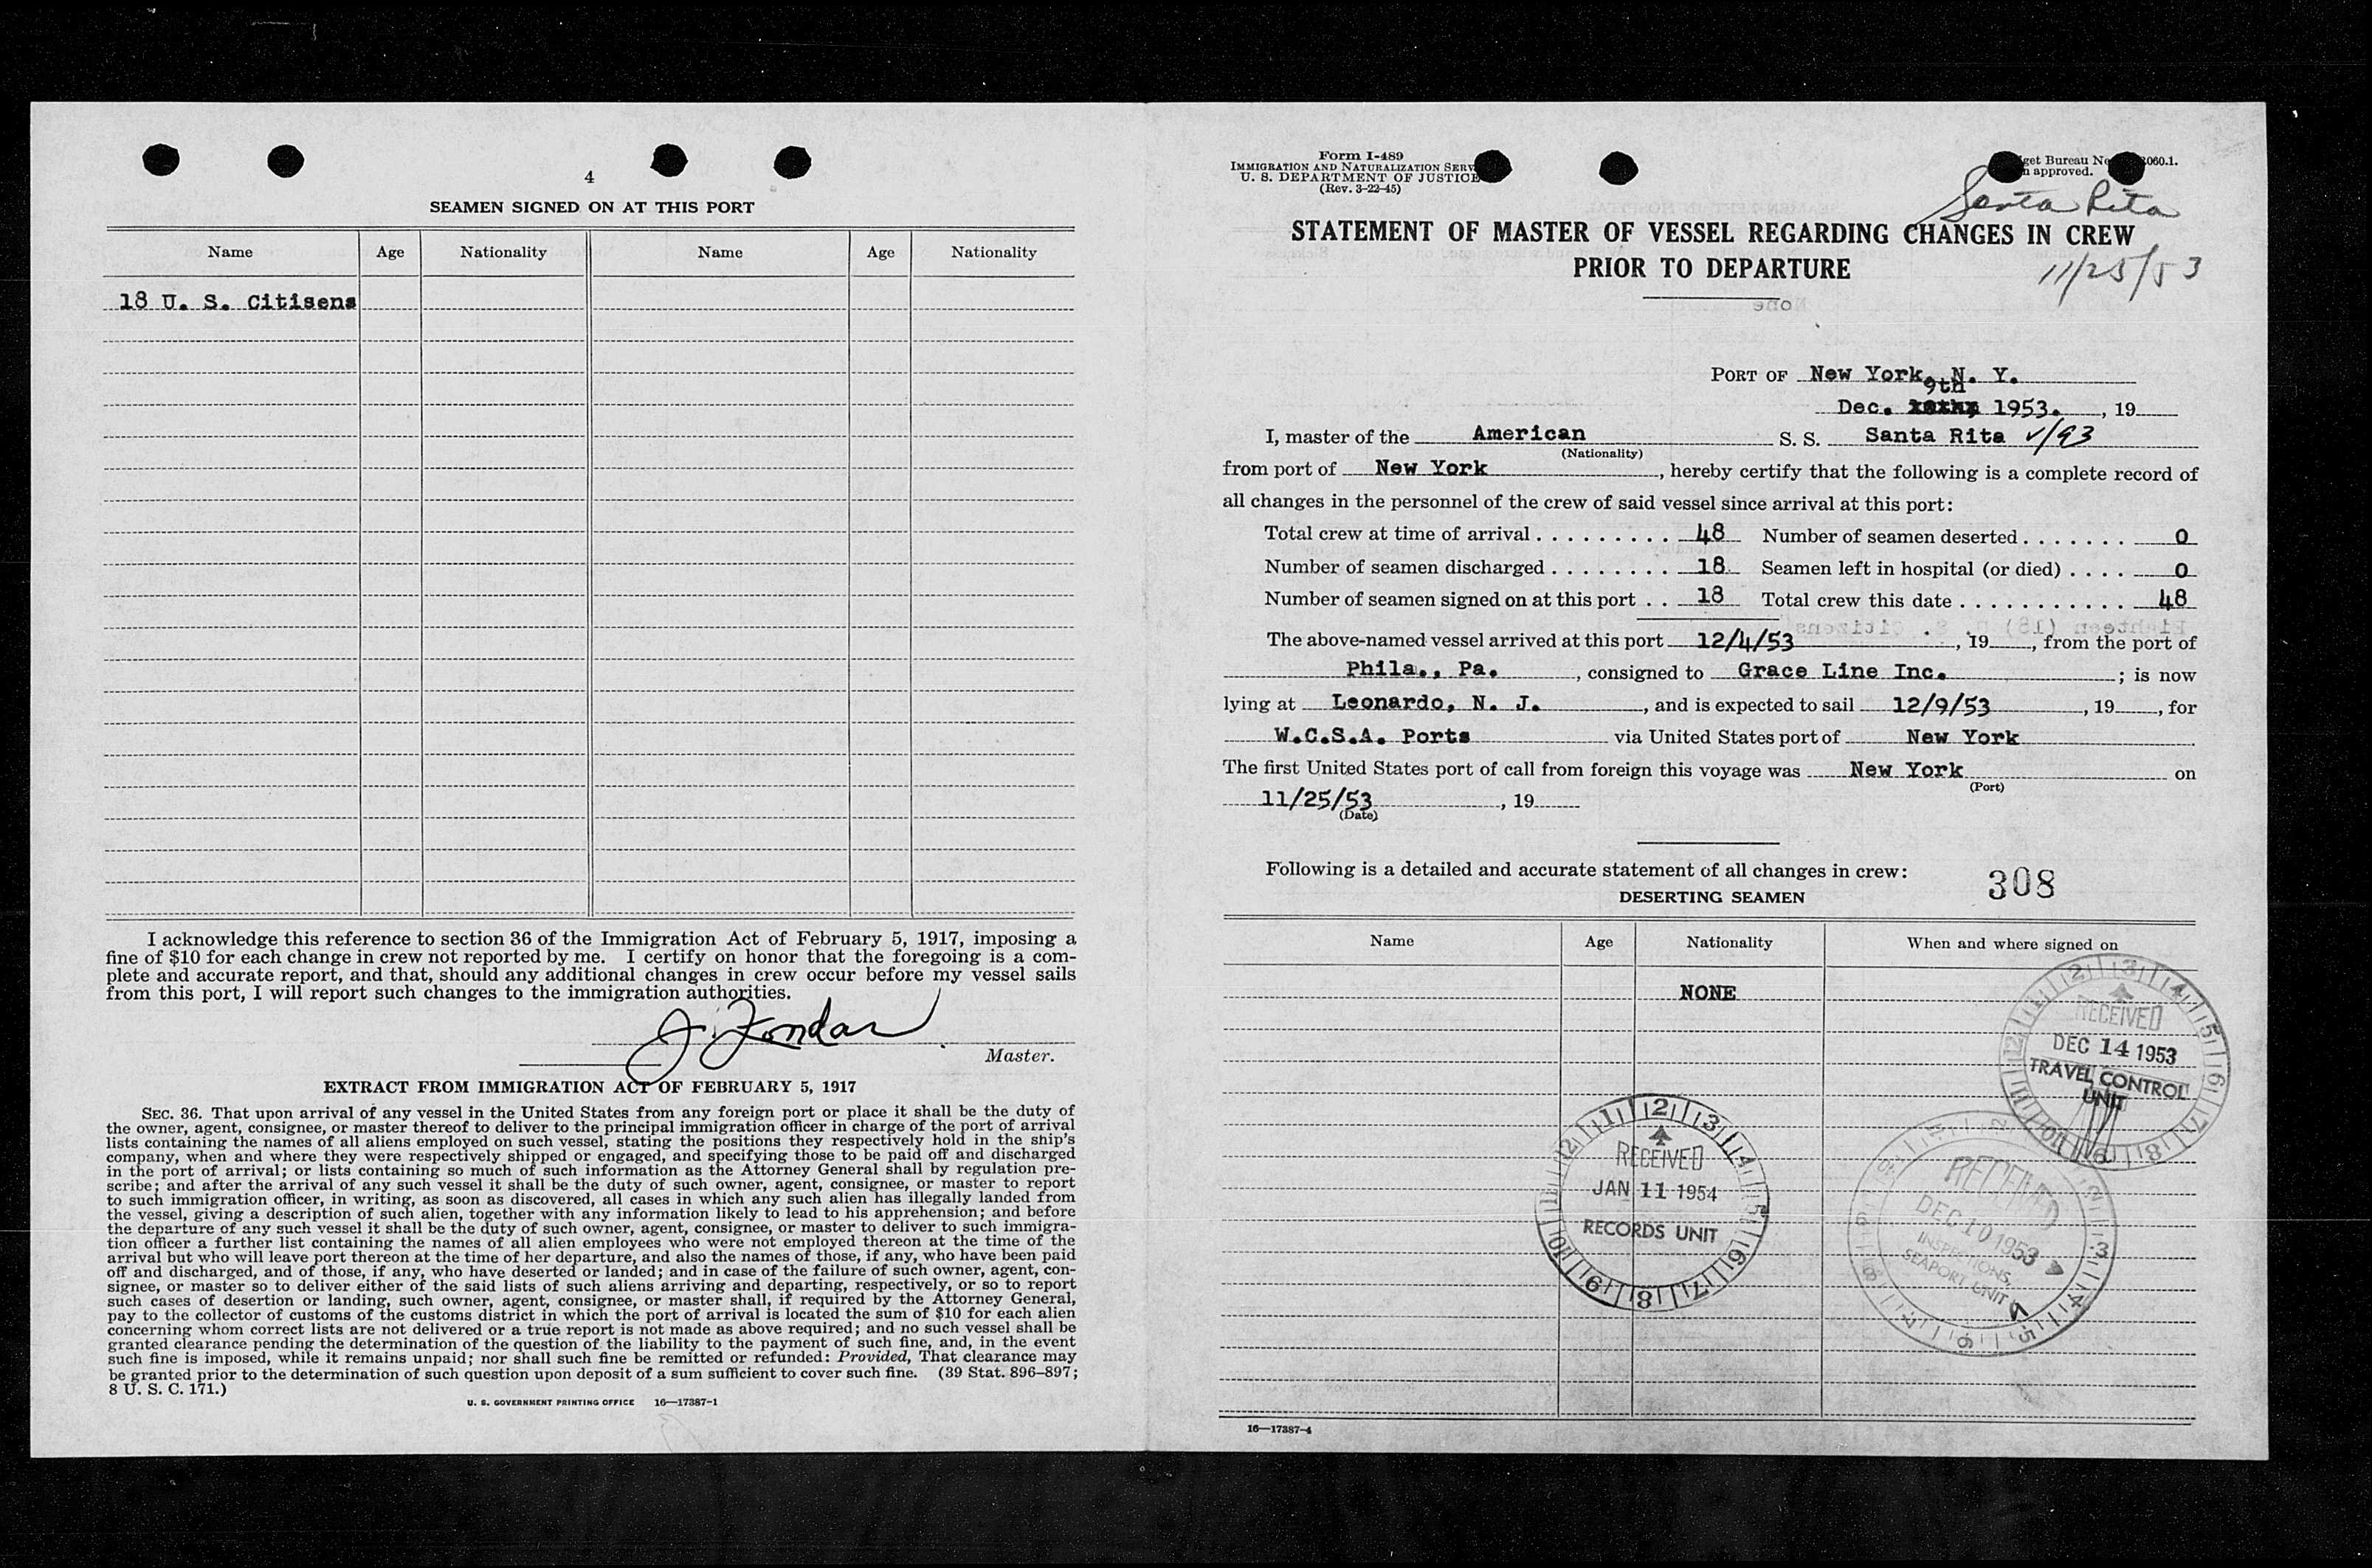 4
SEAMEN SIGNED ON AT THIS PORT
Name Age Nationality Name Age Nationality
18 U. S. Citisens
I acknowledge this reference to section 36 of the Immigration Act of February 5, 1917, imposing a
fine of $10 for each change in crew not reported by me. I certify on honor that the foregoing is a com-
plete and accurate report, and that, should any additional changes in crew occur before my vessel sails
from this port, I will report such changes to the immigration authorities.
J. Zondar
Master.
EXTRACT FROM IMMIGRATION ACT OF FEBRUARY 5, 1917
SEC. 36. That upon arrival of any vessel in the United States from any foreign port or place it shall be the duty of
the owner, agent, consignee, or master thereof to deliver to the principal immigration officer in charge of the port of arrival
lists containing the names of all aliens employed on such vessel, stating the positions they respectively hold in the ship's
company, when and where they were respectively shipped or engaged, and specifying those to be paid off and discharged
in the port of arrival; or lists containing so much of such information as the Attorney General shall by regulation pre-
scribe; and after the arrival of any such vessel it shall be the duty of such owner, agent, consignee, or master to report
to such immigration officer, in writing, as soon as discovered, all cases in which any such alien has illegally landed from
the vessel, giving a description of such alien, together with any information likely to lead to his apprehension; and before
the departure of any such vessel it shall be the duty of such owner, agent, consignee, or master to deliver to such immigra-
tion officer a further list containing the names of all alien employees who were not employed thereon at the time of the
arrival but who will leave port thereon at the time of her departure, and also the names of those, if any, who have been paid
off and discharged, and of those, if any, who have deserted or landed; and in case of the failure of such owner, agent, con-
signee, or master so to deliver either of the said lists of such aliens arriving and departing, respectively, or so to report
such cases of desertion or landing, such owner, agent, consignee, or master shall, if required by the Attorney General,
pay to the collector of customs of the customs district in which the port of arrival is located the sum of $10 for each alien
concerning whom correct lists are not delivered or a true report is not made as above required; and no such vessel shall be
granted clearance pending the determination of the question of the liability to the payment of such fine, and, in the event
such fine is imposed, while it remains unpaid; nor shall such fine be remitted or refunded: Provided, That clearance may
be granted prior to the determination of such question upon deposit of a sum sufficient to cover such fine. (39 Stat. 896–897;
8 U. S. C. 171.)
U. S. GOVERNMENT PRINTING OFFICE 16—17387-1
Form I-489
IMMIGRATION AND NATURALIZATION SERV
U. S. DEPARTMENT OF JUSTICE
(Rev. 3-22-45)
get Bureau No 060.1.
approved.
Santa Rita
STATEMENT OF MASTER OF VESSEL REGARDING CHANGES IN CREW
PRIOR TO DEPARTURE
11/25/53
PORT OF New York, N. Y.
9th
Dec. 1953. , 19
I, master of the American S. S. Santa Rita V/93
(Nationality)
from port of New York, hereby certify that the following is a complete record of
all changes in the personnel of the crew of said vessel since arrival at this port:
Total crew at time of arrival . . . . . . . . . . 48 Number of seamen deserted . . . . . . . 0
Number of seamen discharged . . . . . . . . 18 Seamen left in hospital (or died) . . . . 0
Number of seamen signed on at this port . . 18 Total crew this date . . . . . . . . . . . 48
The above-named vessel arrived at this port 12/4/53 , 19 , from the port of
Phila., Pa. , consigned to Grace Line Inc. ; is now
lying at Leonardo, N. J. , and is expected to sail 12/9/53 , 19 , for
W.C.S.A. Ports via United States port of New York
The first United States port of call from foreign this voyage was New York on
(Port)
11/25/53 , 19
(Date)
Following is a detailed and accurate statement of all changes in crew:
308
DESERTING SEAMEN
Name Age Nationality When and where signed on
NONE
RECEIVED
DEC 14 1953
TRAVEL CONTROL
UNIT
RECEIVED
JAN 11 1954
RECORDS UNIT
RECEIVED
DEC 10 1953
INSPECTIONS,
SEAPORT UNIT
16—17387-4